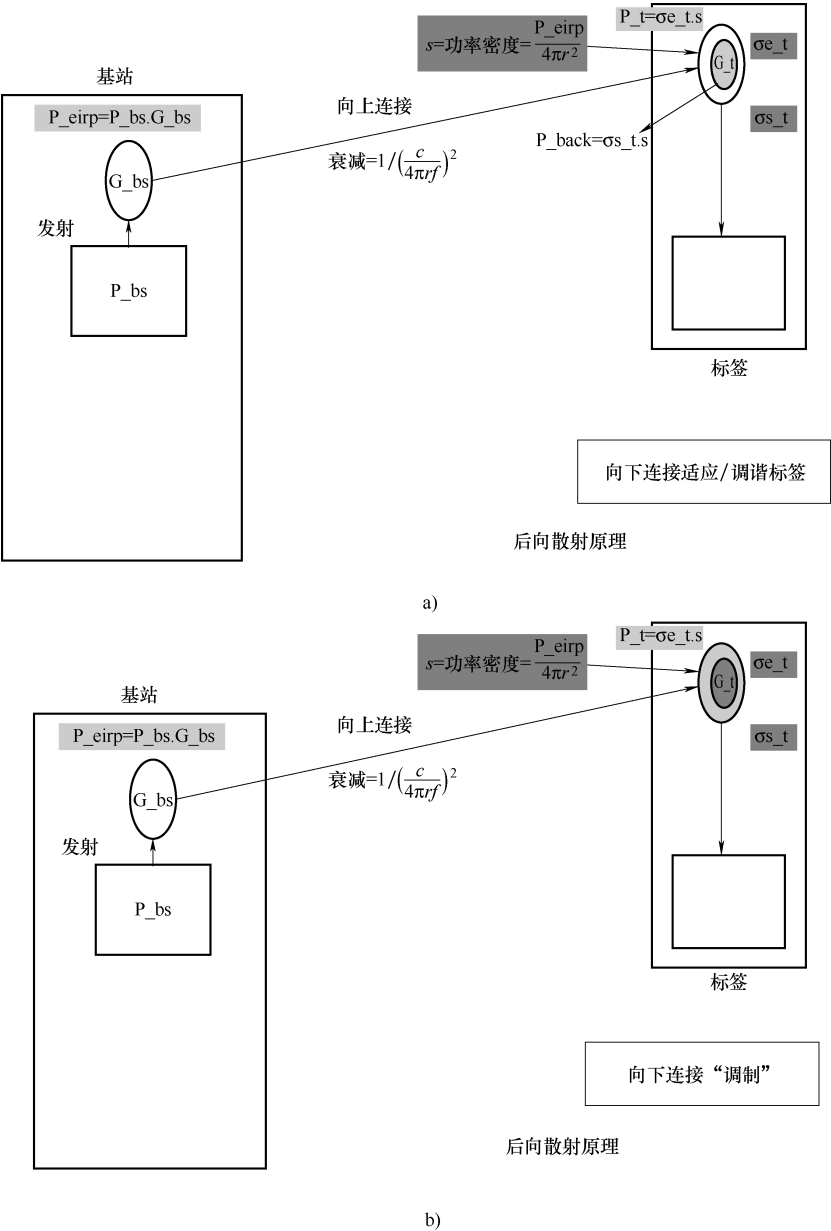 P_t=σe_t.s
s=功率密度=P_eirp/4πr²
σe_t
G_t
基站
P_eirp=P_bs.G_bs
向上连接
σs_t
P_back=σs_t.s
衰减=1/(c/4πrf)²
G_bs
发射
P_bs
标签
向下连接适应/调谐标签
后向散射原理
a)
P_t=σe_t.s
s=功率密度=P_eirp/4πr²
σe_t
G_t
基站
P_eirp=P_bs.G_bs
向上连接
σs_t
衰减=1/(c/4πrf)²
G_bs
发射
P_bs
标签
向下连接“调制”
后向散射原理
b)